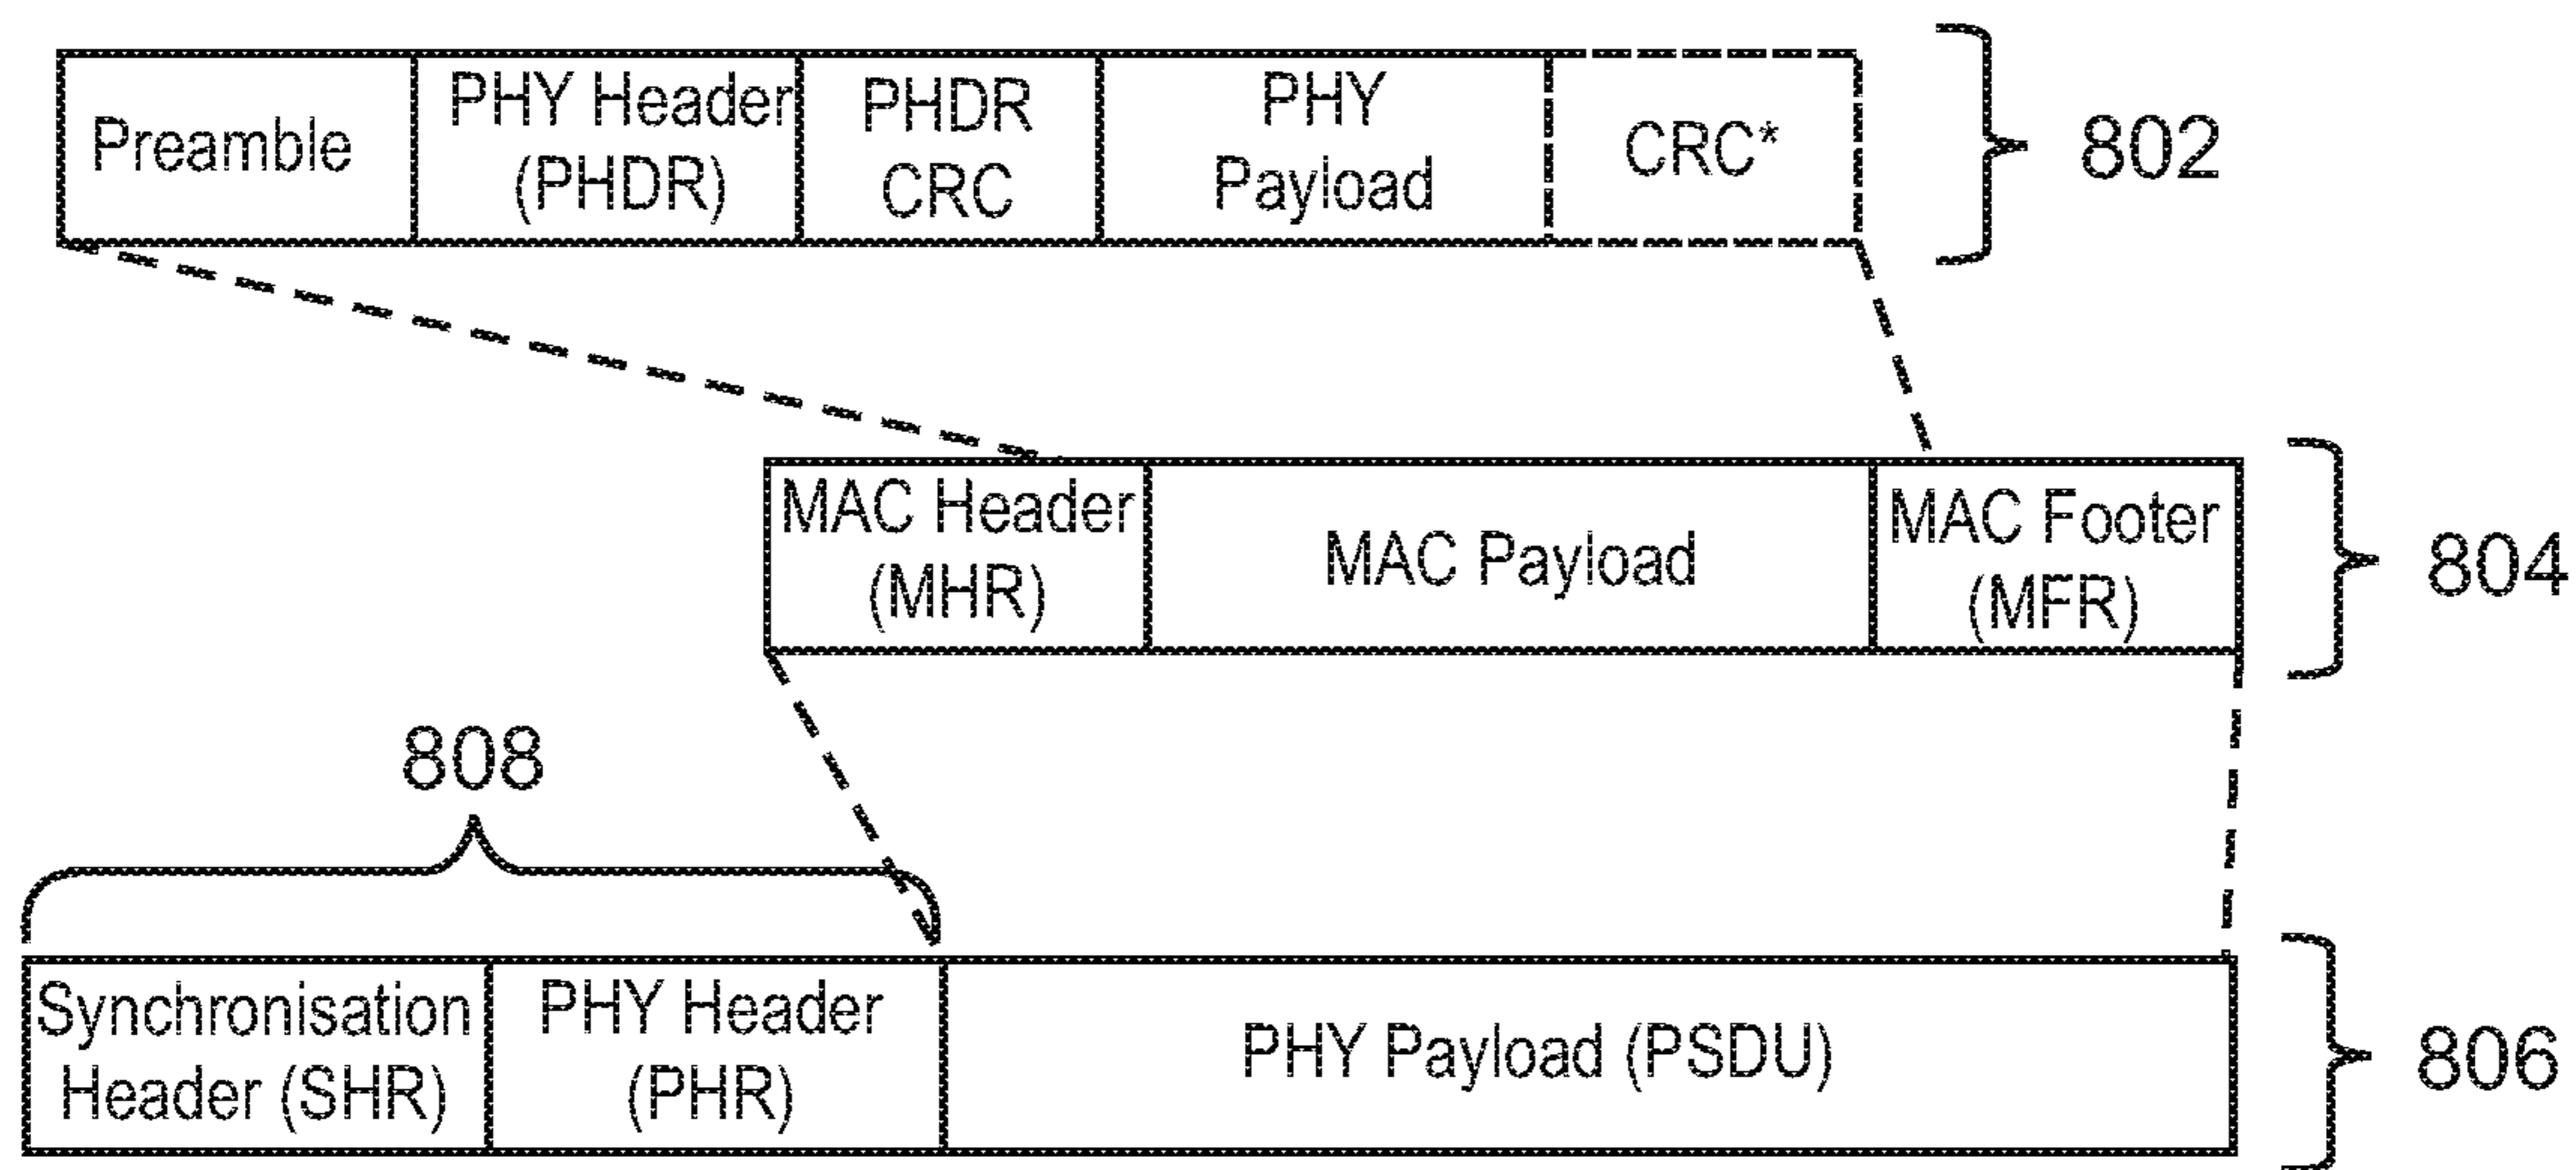 Preamble
PHY Header
(PHDR)
PHDR
CRC
PHY
Payload
CRC*
802
MAC Header
(MHR)
MAC Payload
MAC Footer
(MFR)
804
808
Synchronisation
Header (SHR)
PHY Header
(PHR)
PHY Payload (PSDU)
806